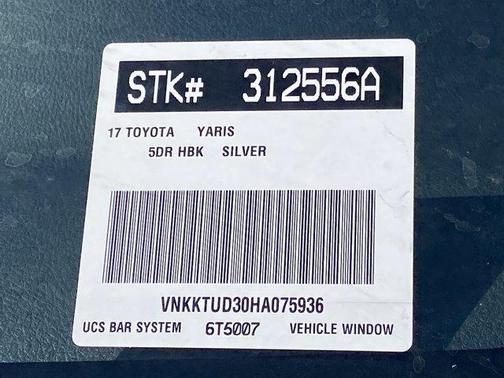 STK# 312556A
17 TOYOTA YARIS
5DR HBK SILVER
VNKKTUD30HA075936
UCS BAR SYSTEM 6T5007 VEHICLE WINDOW